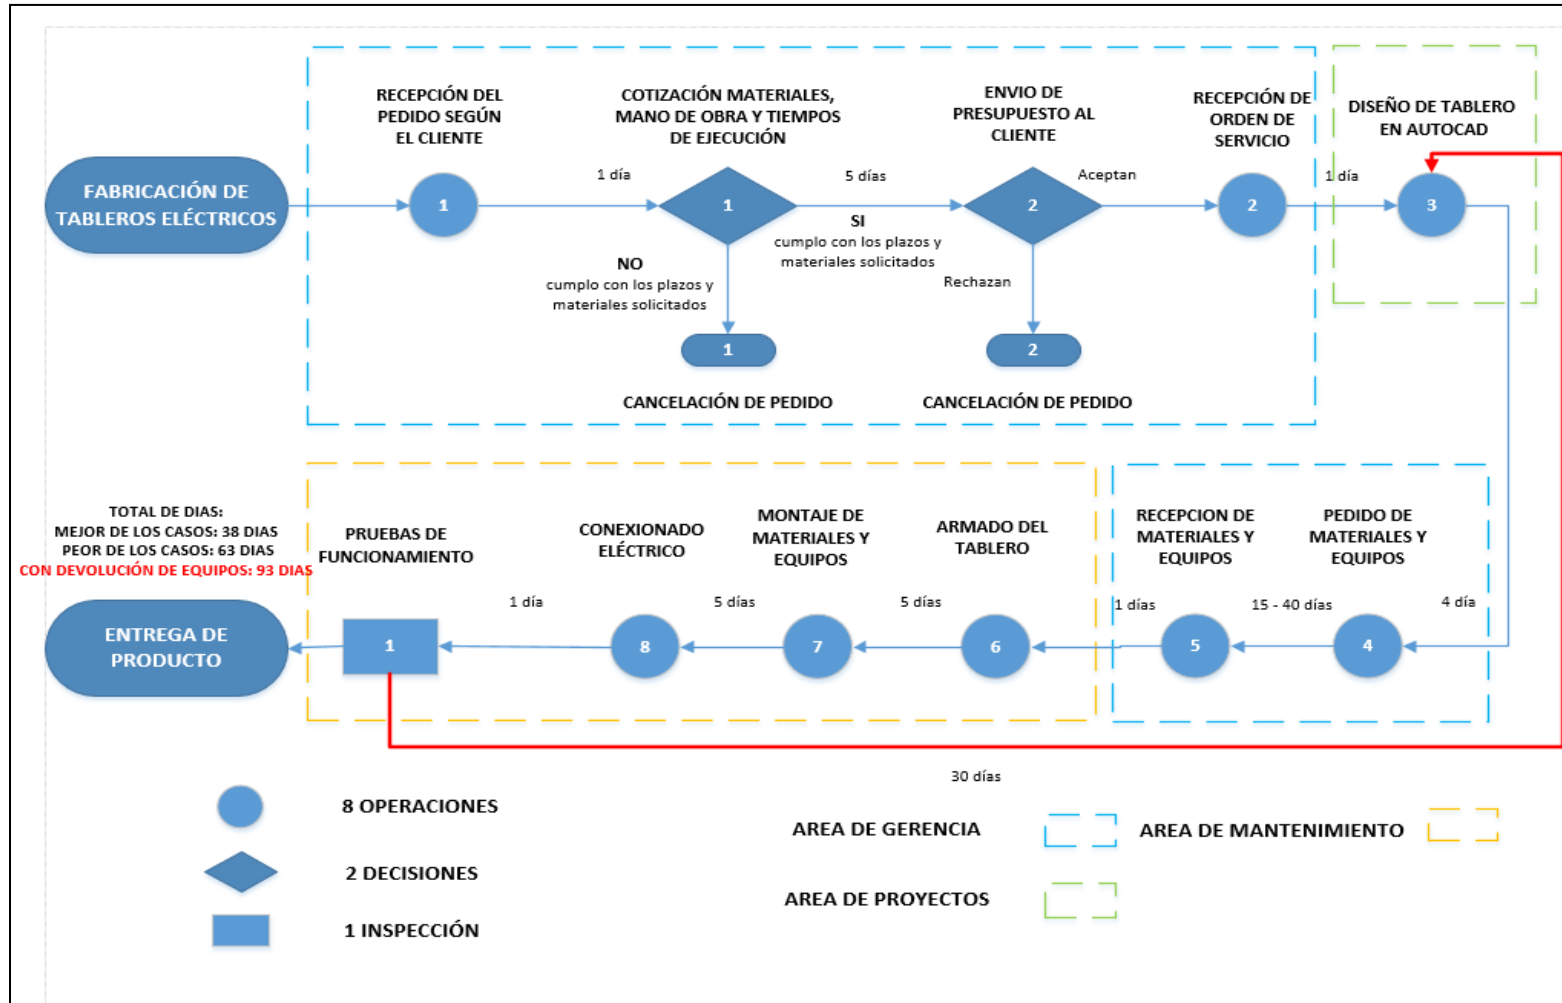 RECEPCIÓN DEL
PEDIDO SEGÚN
EL CLIENTE
COTIZACIÓN MATERIALES,
MANO DE OBRA Y TIEMPOS
DE EJECUCIÓN
ENVIO DE
PRESUPUESTO AL
CLIENTE
RECEPCIÓN DE
ORDEN DE
SERVICIO
DISEÑO DE TABLERO
EN AUTOCAD
FABRICACIÓN DE
TABLEROS ELÉCTRICOS
1
1 día
1
5 días
SI
cumplo con los plazos y
materiales solicitados
2
Aceptan
2
1 día
3
NO
cumplo con los plazos y
materiales solicitados
Rechazan
1
2
CANCELACIÓN DE PEDIDO
CANCELACIÓN DE PEDIDO
TOTAL DE DIAS:
MEJOR DE LOS CASOS: 38 DIAS
PEOR DE LOS CASOS: 63 DIAS
CON DEVOLUCIÓN DE EQUIPOS: 93 DIAS
PRUEBAS DE
FUNCIONAMIENTO
CONEXIONADO
ELÉCTRICO
MONTAJE DE
MATERIALES Y
EQUIPOS
ARMADO DEL
TABLERO
RECEPCION DE
MATERIALES Y
EQUIPOS
PEDIDO DE
MATERIALES Y
EQUIPOS
1 día
5 días
5 días
1 días
15 - 40 días
4 día
ENTREGA DE
PRODUCTO
1
8
7
6
5
4
30 días
8 OPERACIONES
2 DECISIONES
1 INSPECCIÓN
AREA DE GERENCIA
AREA DE MANTENIMIENTO
AREA DE PROYECTOS